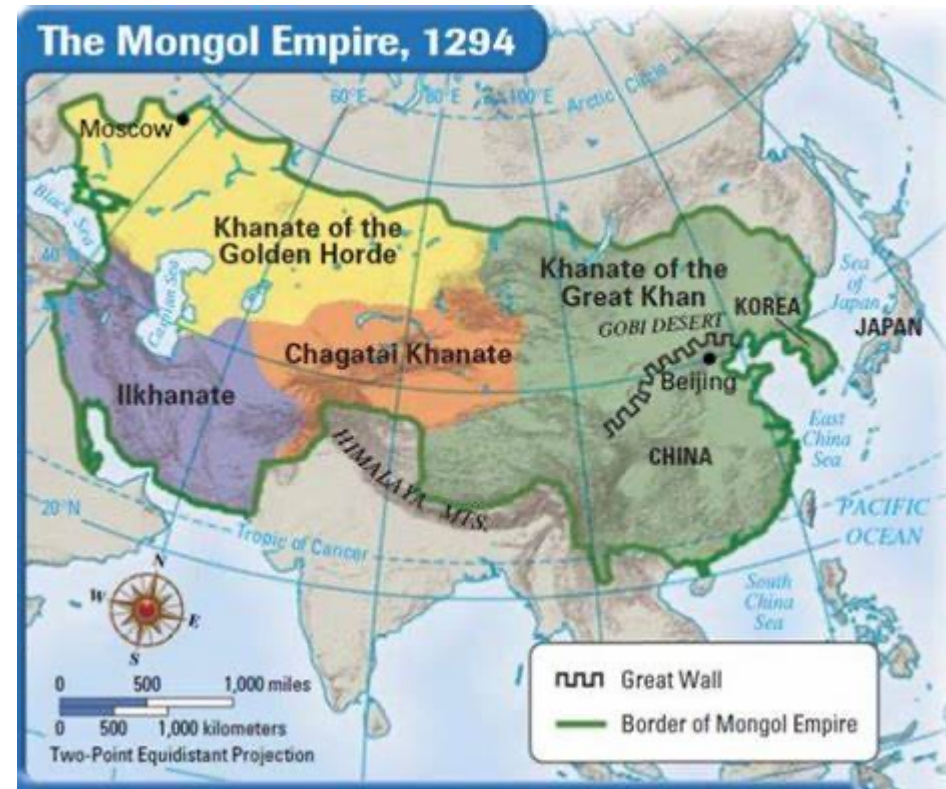 The Mongol Empire, 1294
60°E
80°E
100°E
Arctic Circle
Moscow
Black Sea
40°N
Caspian Sea
Khanate of the
Golden Horde
Khanate of the
Great Khan
GOBI DESERT
KOREA
Sea
of
Japan
JAPAN
Chagatai Khanate
Ilkhanate
Beijing
HIMALAYA MTS.
CHINA
East
China
Sea
20°N
Tropic of Cancer
PACIFIC
OCEAN
South
China
Sea
N
W
E
S
0 500 1,000 miles
0 500 1,000 kilometers
Two-Point Equidistant Projection
Great Wall
Border of Mongol Empire